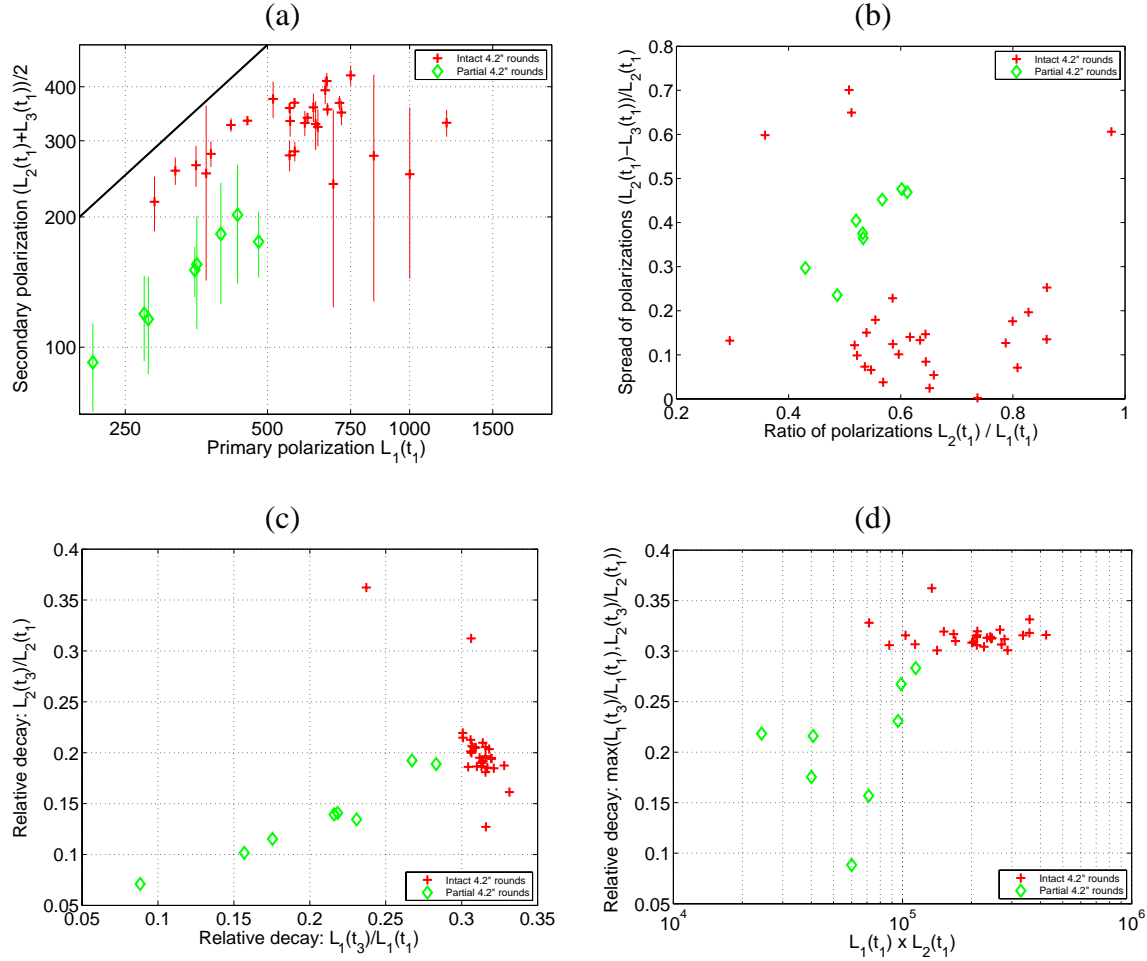 (a)
Secondary polarization (L2(t1)+L3(t1))/2
400
300
200
100
Intact 4.2" rounds
Partial 4.2" rounds
250
500
750
1000
1500
Primary polarization L1(t1)
(b)
Spread of polarizations (L2(t1)−L3(t1))/L2(t1
0.8
0.7
0.6
0.5
0.4
0.3
0.2
0.1
0
Intact 4.2" rounds
Partial 4.2" rounds
0.2
0.4
0.6
0.8
1
Ratio of polarizations L2(t1) / L1(t1)
(c)
Relative decay: L2(t3)/L2(t1)
0.4
0.35
0.3
0.25
0.2
0.15
0.1
0.05
Intact 4.2" rounds
Partial 4.2" rounds
0.05
0.1
0.15
0.2
0.25
0.3
0.35
Relative decay: L1(t3)/L1(t1)
(d)
Relative decay: max(L1(t3)/L1(t1),L2(t3)/L2(t1))
0.4
0.35
0.3
0.25
0.2
0.15
0.1
0.05
Intact 4.2" rounds
Partial 4.2" rounds
10^4
10^5
10^6
L1(t1) x L2(t1)